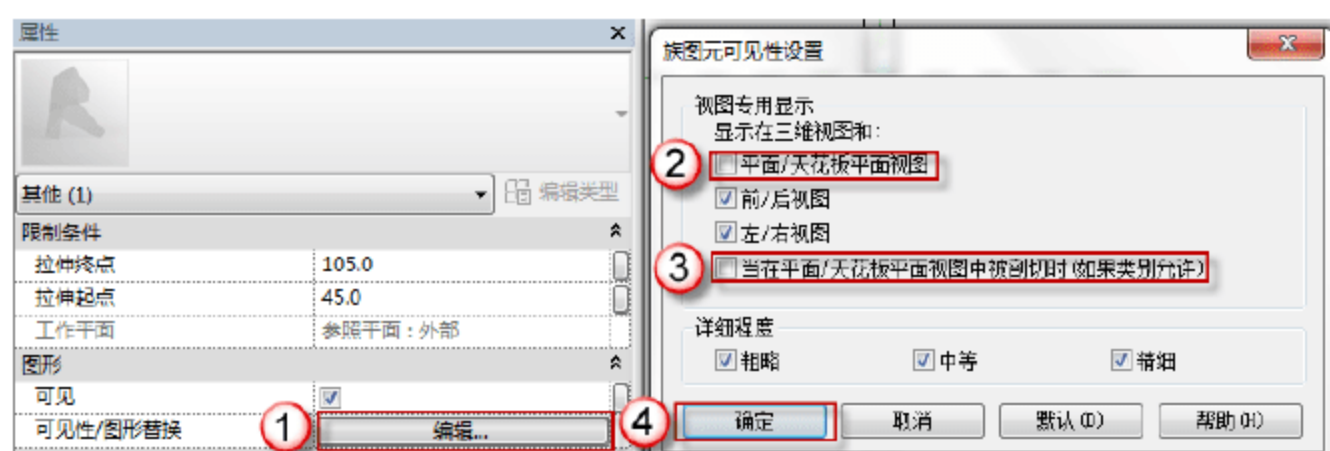 属性
其他 (1)
编辑类型
限制条件
拉伸终点 105.0
拉伸起点 45.0
工作平面 参照平面：外部
图形
可见
可见性/图形替换 编辑...
1
族图元可见性设置
视图专用显示
显示在三维视图和:
2 平面/天花板平面视图
前/后视图
左/右视图
3 当在平面/天花板平面视图中被剖切时(如果类别允许)
详细程度
粗略 中等 精细
4 确定 取消 默认(D) 帮助(H)